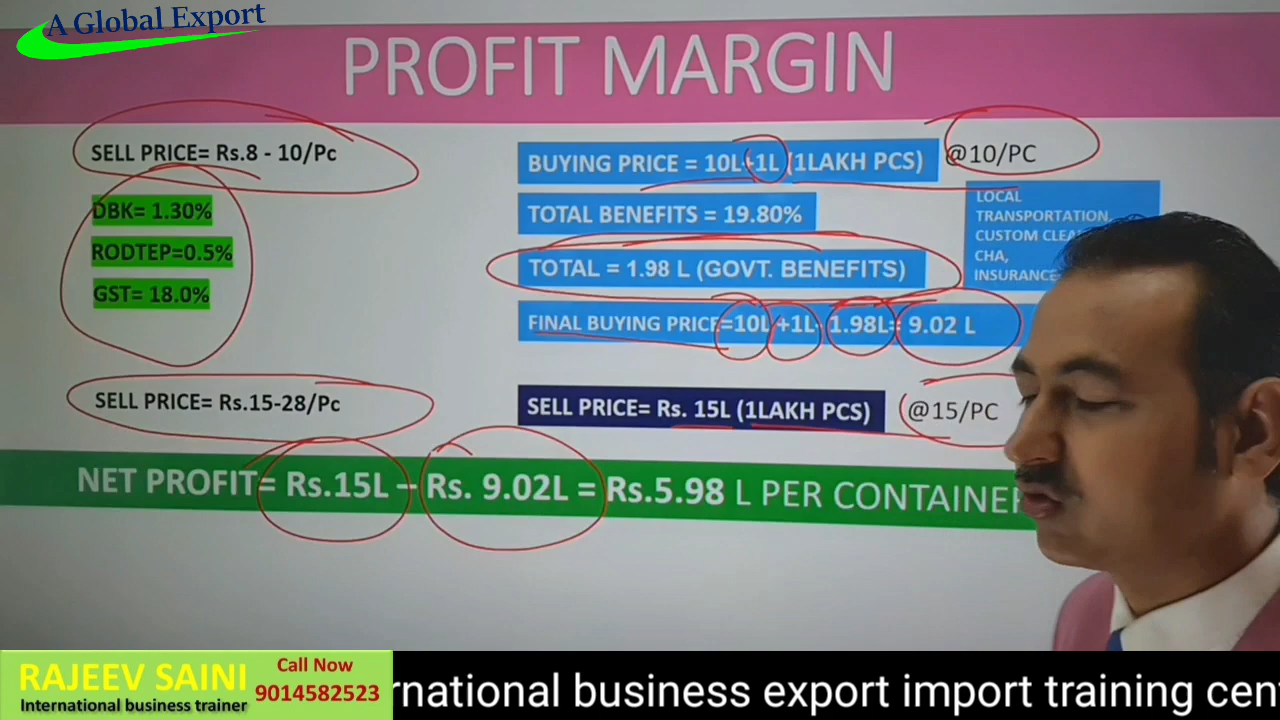 A Global Export
PROFIT MARGIN
SELL PRICE= Rs.8 - 10/Pc
DBK= 1.30%
RODTEP=0.5%
GST= 18.0%
SELL PRICE= Rs.15-28/Pc
BUYING PRICE = 10L+1L (1LAKH PCS) @10/PC
TOTAL BENEFITS = 19.80%
TOTAL = 1.98 L (GOVT. BENEFITS)
LOCAL
TRANSPORTATION,
CUSTOM
CHA,
INSURANCE
FINAL BUYING PRICE=10L +1L- 1.98L= 9.02 L
SELL PRICE= Rs. 15L (1LAKH PCS) @15/PC
NET PROFIT= Rs.15L – Rs. 9.02L = Rs.5.98 L PER CONTAINER
RAJEEV SAINI
International business trainer
Call Now
9014582523
business export import training